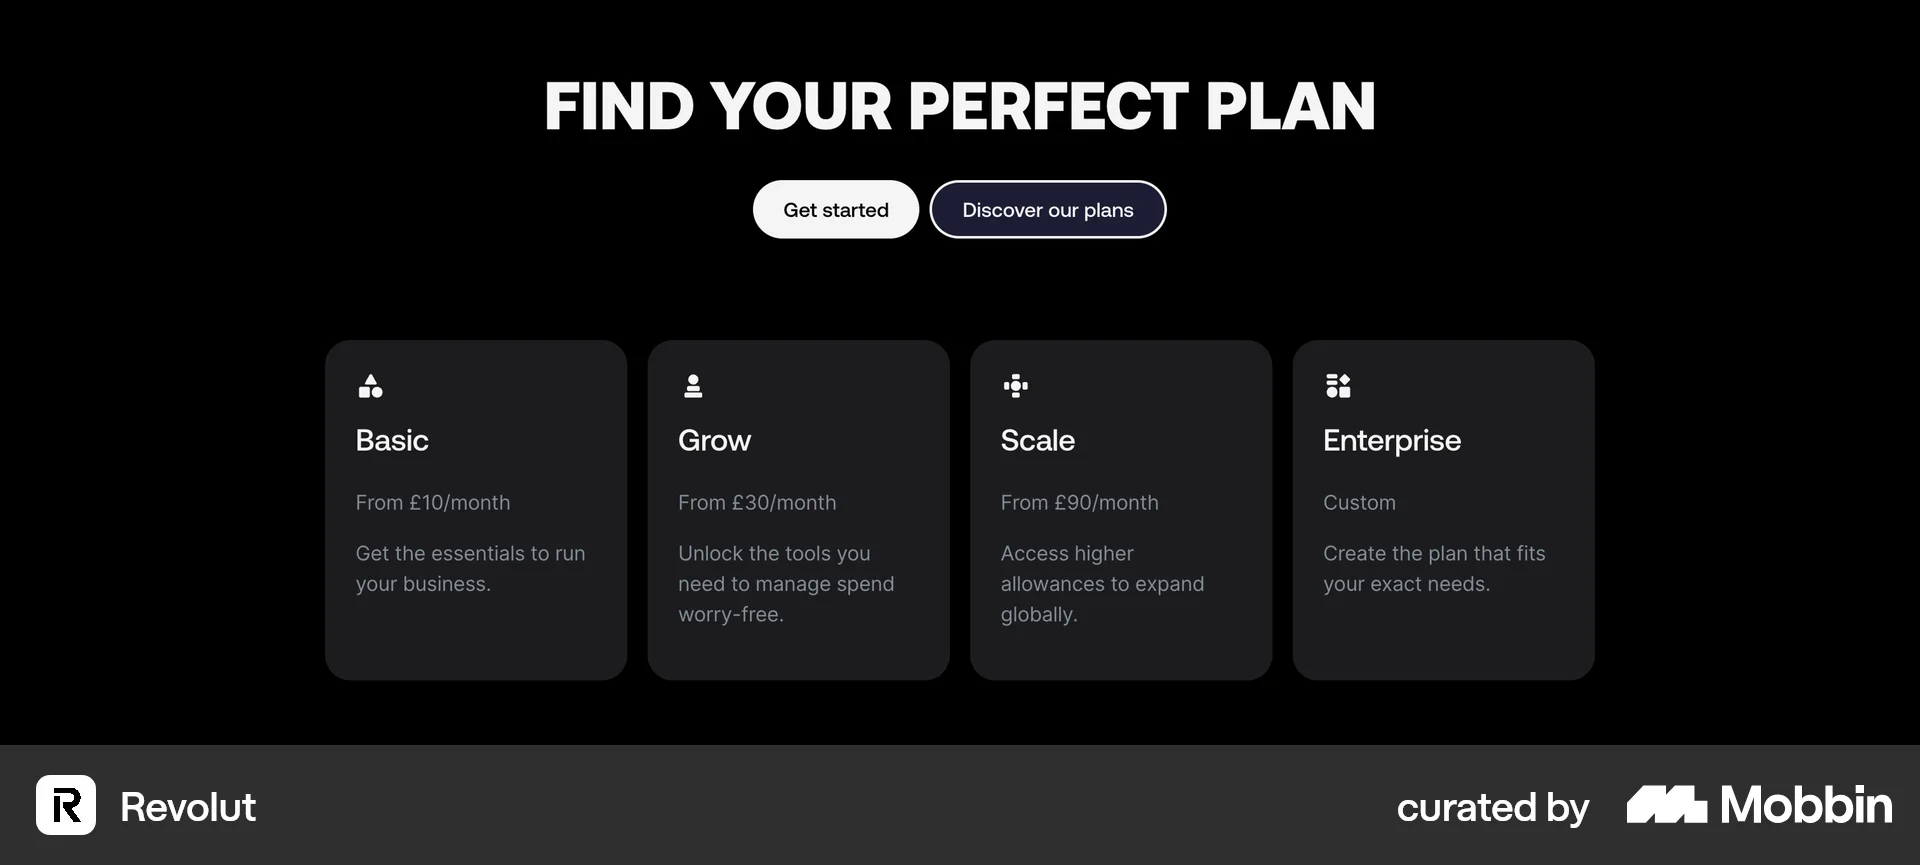 FIND YOUR PERFECT PLAN
Get started
Discover our plans
Basic
From £10/month
Get the essentials to run
your business.
Grow
From £30/month
Unlock the tools you
need to manage spend
worry-free.
Scale
From £90/month
Access higher
allowances to expand
globally.
Enterprise
Custom
Create the plan that fits
your exact needs.
Revolut
curated by
Mobbin